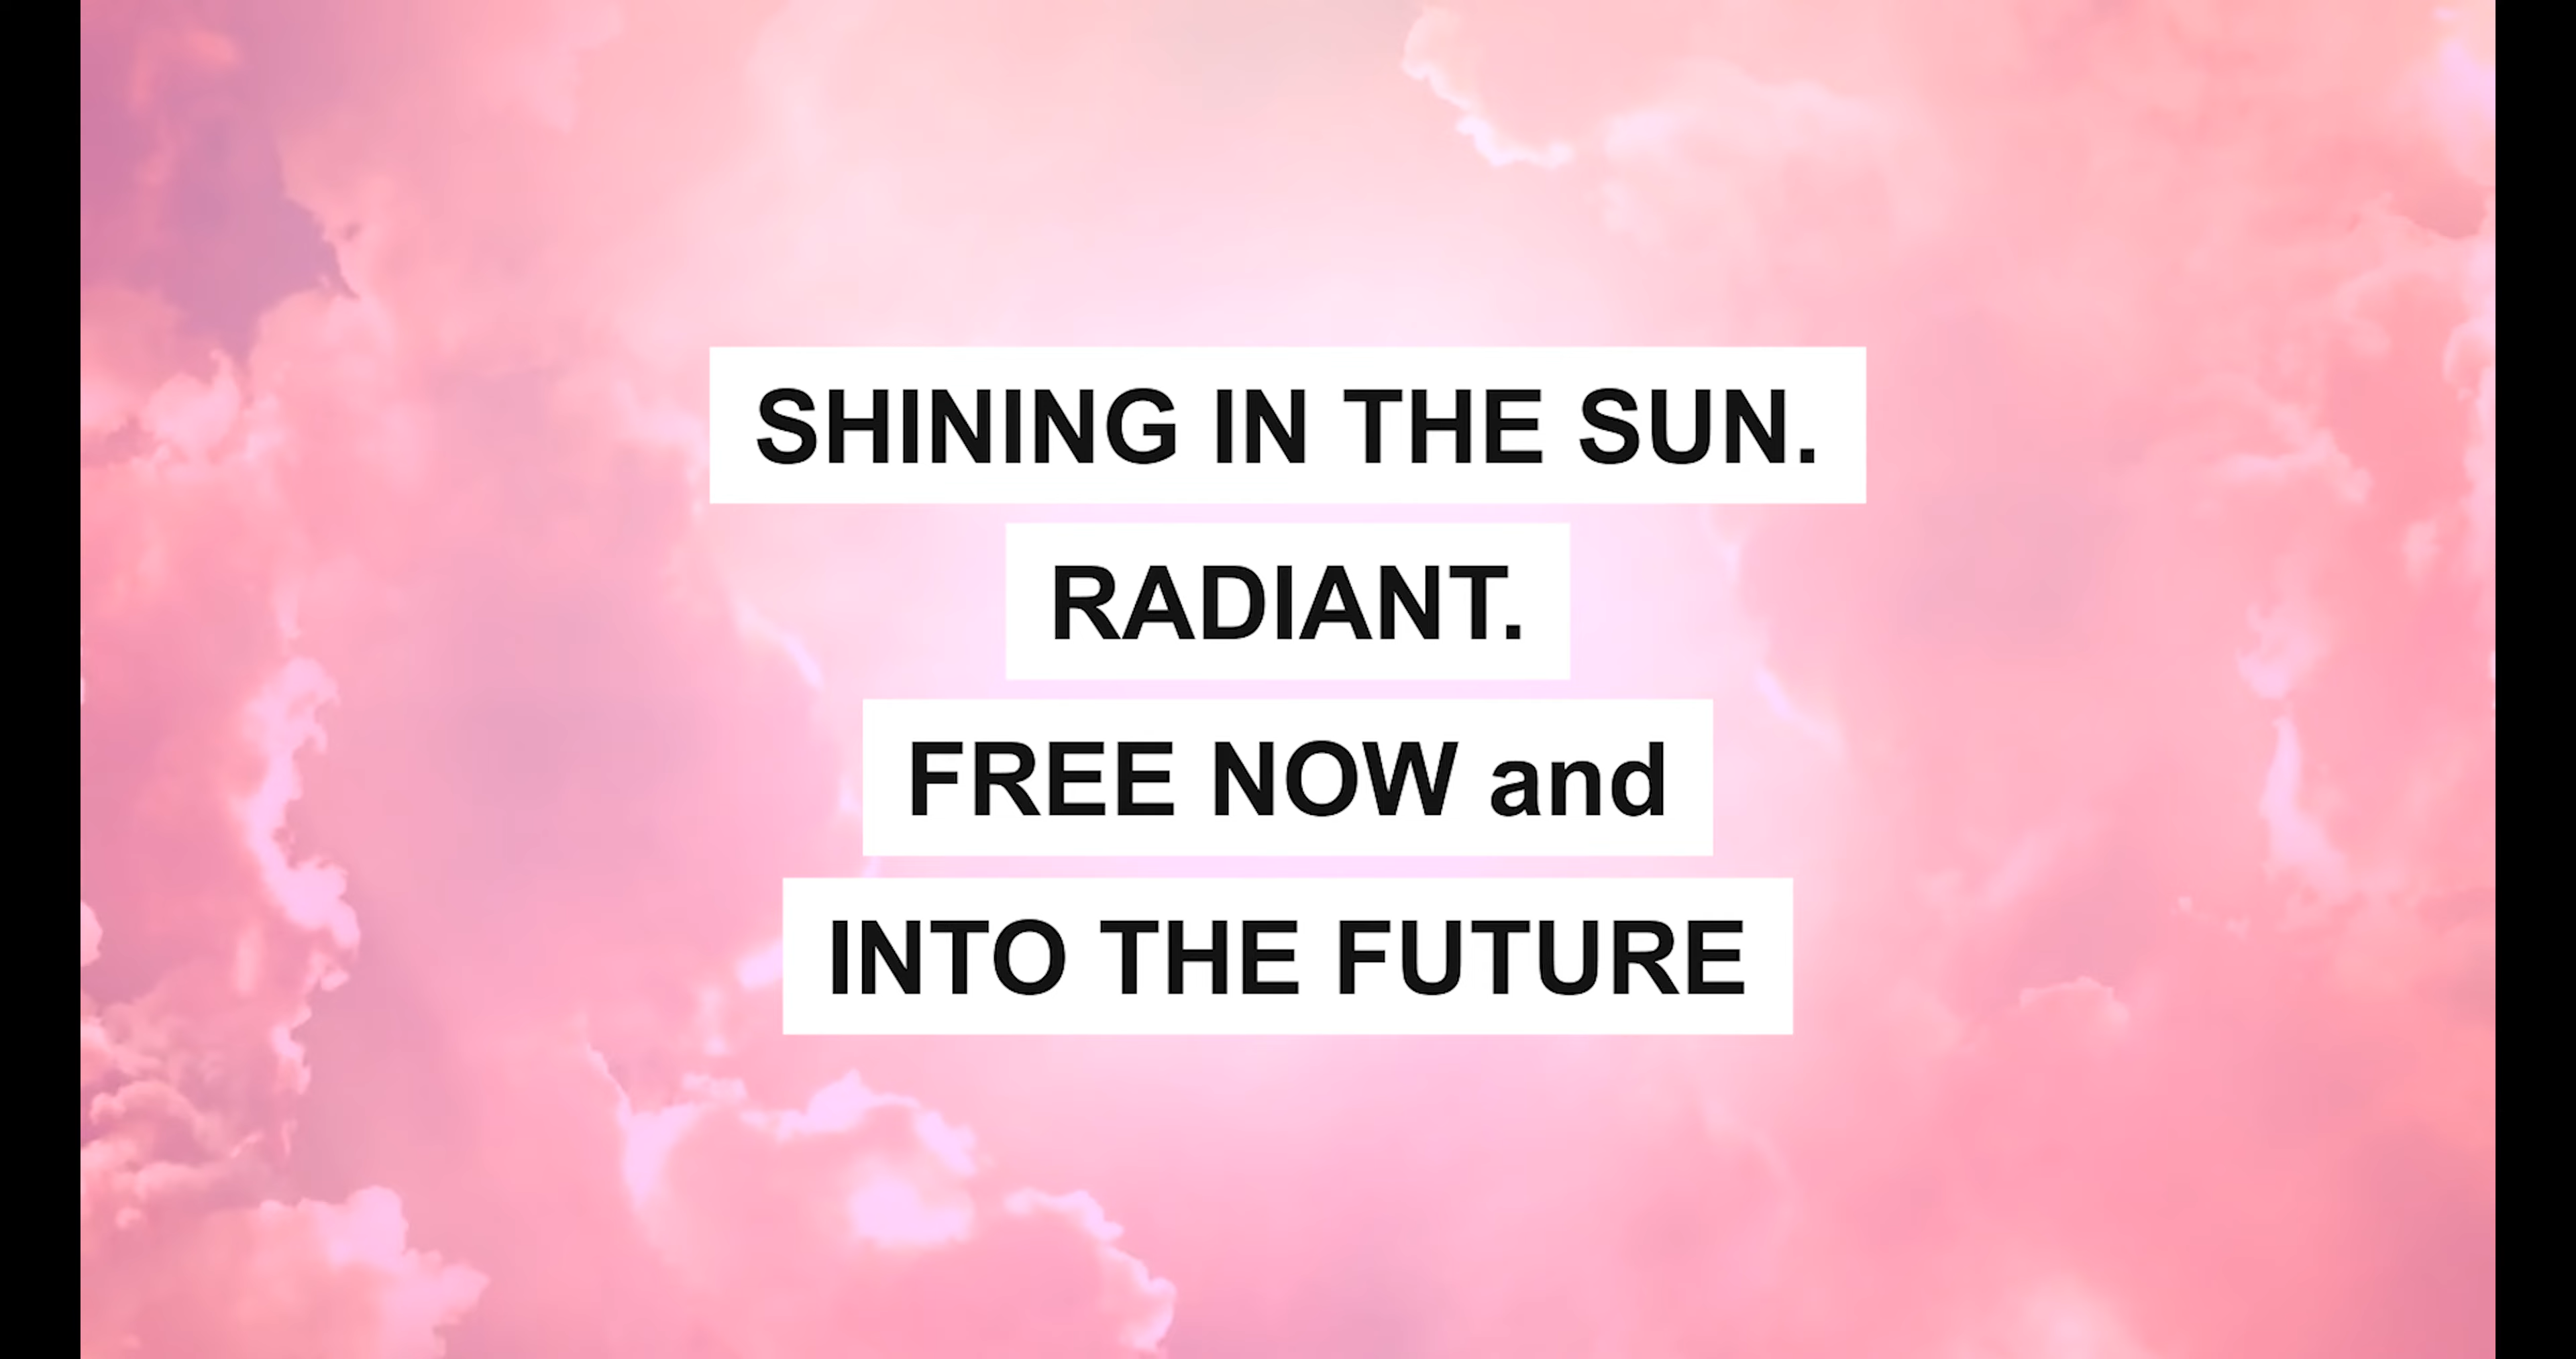 SHINING IN THE SUN.
RADIANT.
FREE NOW and
INTO THE FUTURE